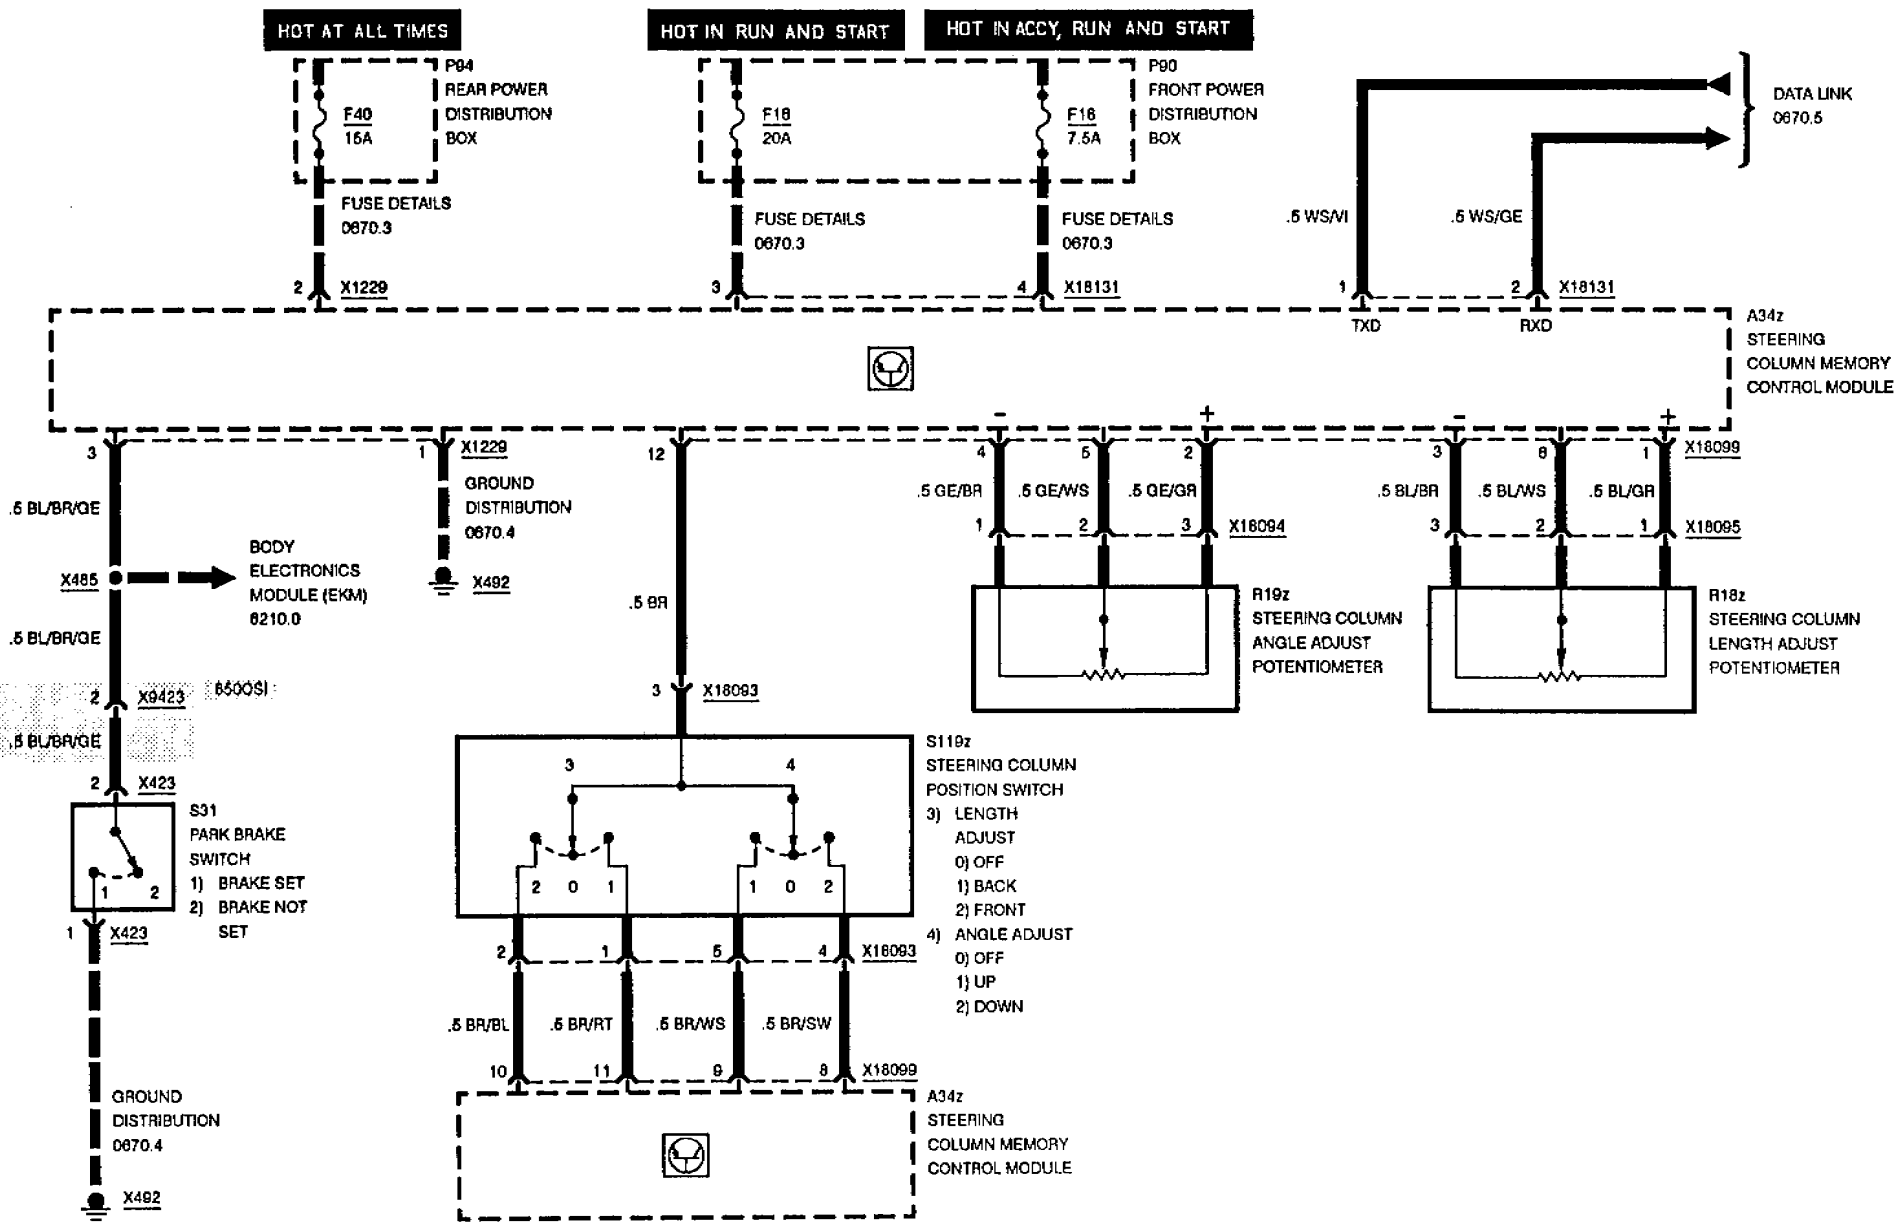 HOT AT ALL TIMES
HOT IN RUN AND START
HOT IN ACCY, RUN AND START
P94
REAR POWER
DISTRIBUTION
BOX
F40
15A
F18
20A
F16
7.5A
P90
FRONT POWER
DISTRIBUTION
BOX
DATA LINK
0670.5
FUSE DETAILS
0670.3
FUSE DETAILS
0670.3
FUSE DETAILS
0670.3
.5 WS/VI
.5 WS/GE
2 X1229
3
4 X18131
1
2 X18131
TXD
RXD
A34z
STEERING
COLUMN MEMORY
CONTROL MODULE
- + - +
3
1 X1229
12
4
5
2
3
6
1 X18099
GROUND
DISTRIBUTION
0670.4
.5 BL/BR/GE
.5 GE/BR
.5 GE/WS
.5 GE/GR
.5 BL/BR
.5 BL/WS
.5 BL/GR
1
2
3 X18094
3
2
1 X18095
BODY
ELECTRONICS
MODULE (EKM)
6210.0
X485
X492
.5 BR
.5 BL/BR/GE
R19z
STEERING COLUMN
ANGLE ADJUST
POTENTIOMETER
R18z
STEERING COLUMN
LENGTH ADJUST
POTENTIOMETER
2 X9423
8500SI
3 X18093
.5 BL/BR/GE
2 X423
S31
PARK BRAKE
SWITCH
1) BRAKE SET
2) BRAKE NOT
SET
1 2
1 X423
3 4
2 0 1
1 0 2
S119z
STEERING COLUMN
POSITION SWITCH
3) LENGTH
ADJUST
0) OFF
1) BACK
2) FRONT
4) ANGLE ADJUST
0) OFF
1) UP
2) DOWN
2
1
5
4 X18093
.5 BR/BL
.5 BR/RT
.5 BR/WS
.5 BR/SW
10
11
9
8 X18099
GROUND
DISTRIBUTION
0670.4
X492
A34z
STEERING
COLUMN MEMORY
CONTROL MODULE